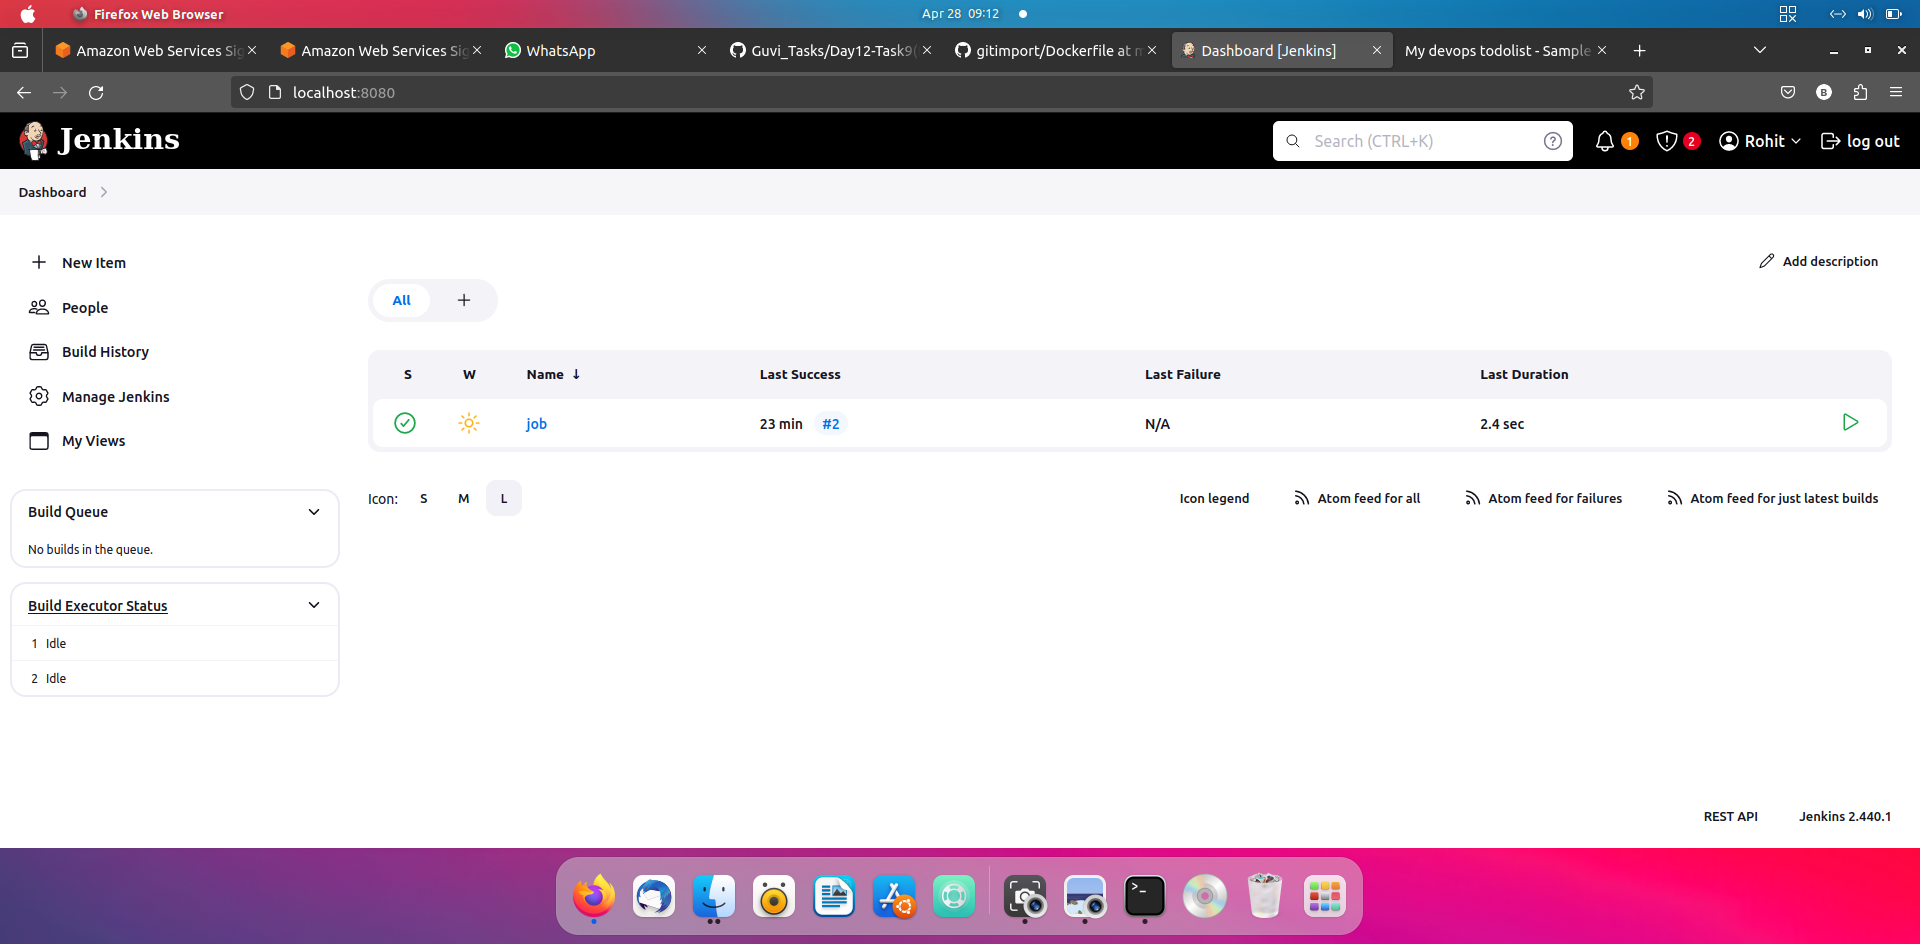 Firefox Web Browser
Apr 28 09:12
Amazon Web Services Sig
Amazon Web Services Sig
WhatsApp
Guvi_Tasks/Day12-Task9(
gitimport/Dockerfile at m
Dashboard [Jenkins]
My devops todolist - Sample
localhost:8080
B
Jenkins
Search (CTRL+K)
1
2
Rohit
log out
Dashboard
New Item
Add description
People
All
Build History
Manage Jenkins
My Views
S W Name ↓ Last Success Last Failure Last Duration
job 23 min #2 N/A 2.4 sec
Icon: S M L
Icon legend
Atom feed for all
Atom feed for failures
Atom feed for just latest builds
Build Queue
No builds in the queue.
Build Executor Status
1 Idle
2 Idle
REST API
Jenkins 2.440.1